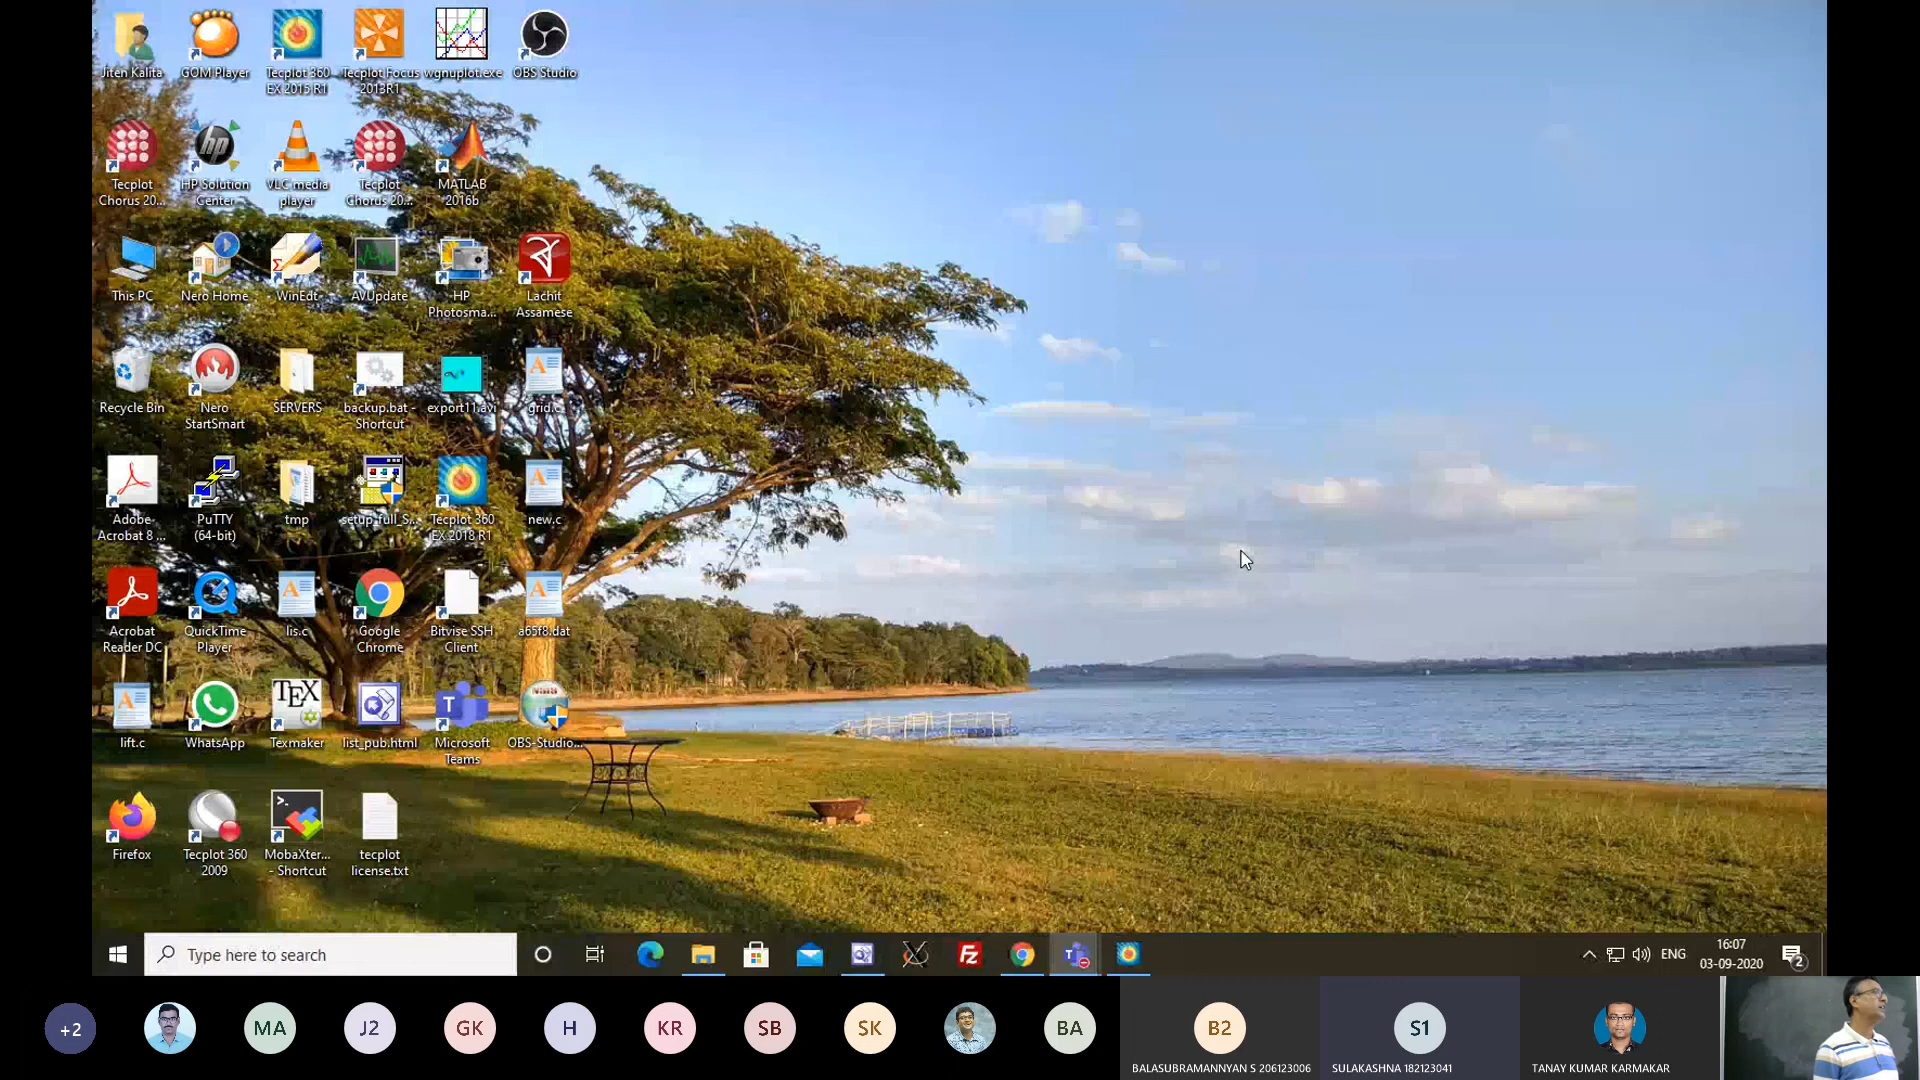 Jiten Kalita
GOM Player
Tecplot 360
EX 2015 R1
Tecplot Focus
2013R1
wgnuplot.exe
OBS Studio
Tecplot
Chorus 20...
HP Solution
Center
VLC media
player
Tecplot
Chorus 20...
MATLAB
2016b
This PC
Nero Home
WinEdt
AVUpdate
HP
Photosma...
Lachit
Assamese
Recycle Bin
Nero
StartSmart
SERVERS
backup.bat -
Shortcut
export11.avi
grid.c
Adobe
Acrobat 8 ...
PuTTY
(64-bit)
tmp
setup_full_S...
Tecplot 360
EX 2018 R1
new.c
Acrobat
Reader DC
QuickTime
Player
lis.c
Google
Chrome
Bitvise SSH
Client
a65f8.dat
lift.c
WhatsApp
TEX
Texmaker
list_pub.html
Microsoft
Teams
OBS-Studio...
Firefox
Tecplot 360
2009
MobaXter...
- Shortcut
tecplot
license.txt
Type here to search
ENG
16:07
03-09-2020
2
+2
MA
J2
GK
H
KR
SB
SK
BA
B2
BALASUBRAMANNYAN S 206123006
S1
SULAKASHNA 182123041
TANAY KUMAR KARMAKAR